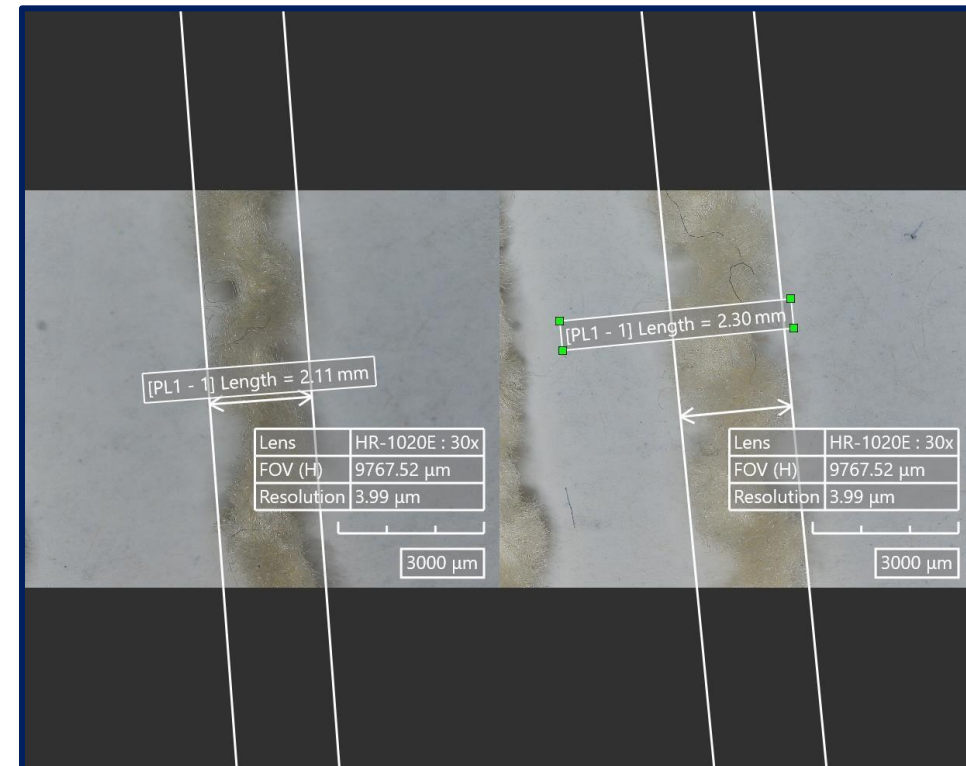 [PL1 - 1] Length = 2.11 mm
Lens HR-1020E : 30x
FOV (H) 9767.52 µm
Resolution 3.99 µm
3000 µm
[PL1 - 1] Length = 2.30 mm
Lens HR-1020E : 30x
FOV (H) 9767.52 µm
Resolution 3.99 µm
3000 µm